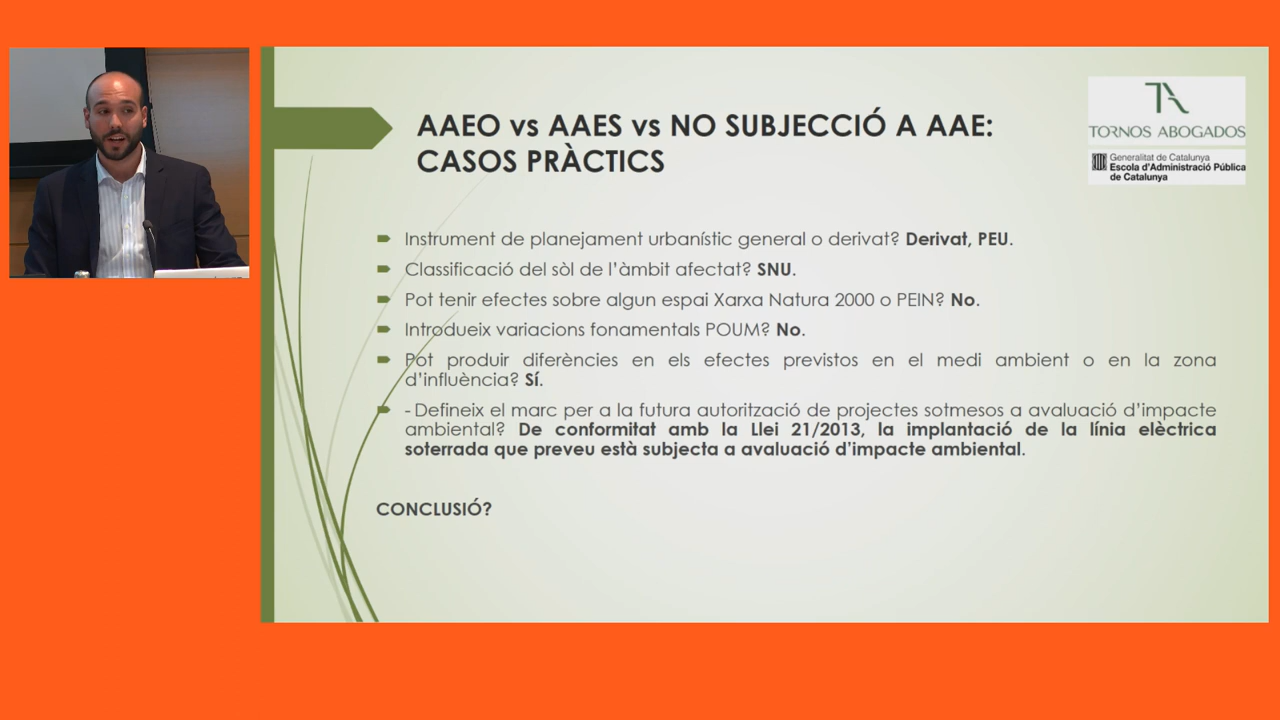 AAEO vs AAES vs NO SUBJECCIÓ A AAE:
CASOS PRÀCTICS
TORNOS ABOGADOS
Generalitat de Catalunya
Escola d'Administració Pública
de Catalunya
Instrument de planejament urbanístic general o derivat? Derivat, PEU.
Classificació del sòl de l'àmbit afectat? SNU.
Pot tenir efectes sobre algun espai Xarxa Natura 2000 o PEIN? No.
Introdueix variacions fonamentals POUM? No.
Pot produir diferències en els efectes previstos en el medi ambient o en la zona
d'influència? Sí.
- Defineix el marc per a la futura autorització de projectes sotmesos a avaluació d'impacte
ambiental? De conformitat amb la Llei 21/2013, la implantació de la línia elèctrica
soterrada que preveu està subjecta a avaluació d'impacte ambiental.
CONCLUSIÓ?